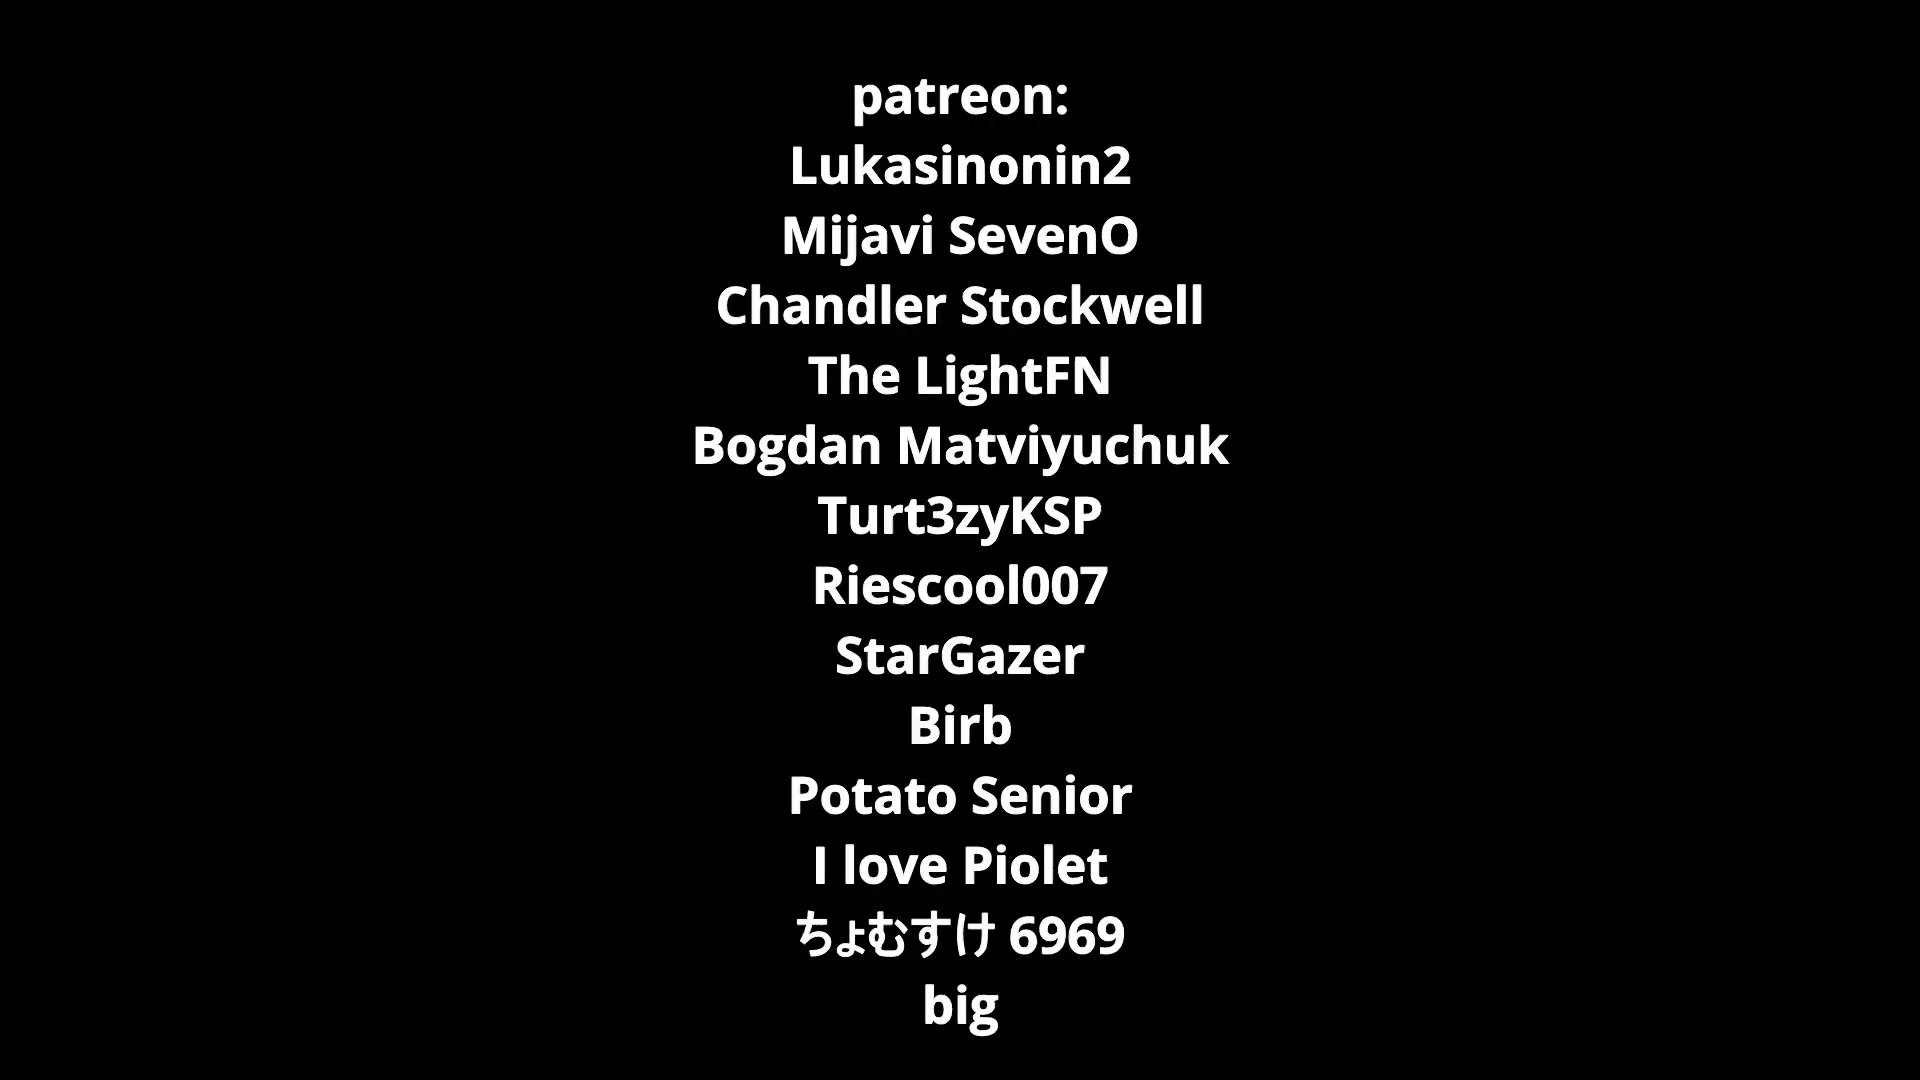 patreon:
Lukasinonin2
Mijavi SevenO
Chandler Stockwell
The LightFN
Bogdan Matviyuchuk
Turt3zyKSP
Riescool007
StarGazer
Birb
Potato Senior
I love Piolet
ちょむすけ 6969
big